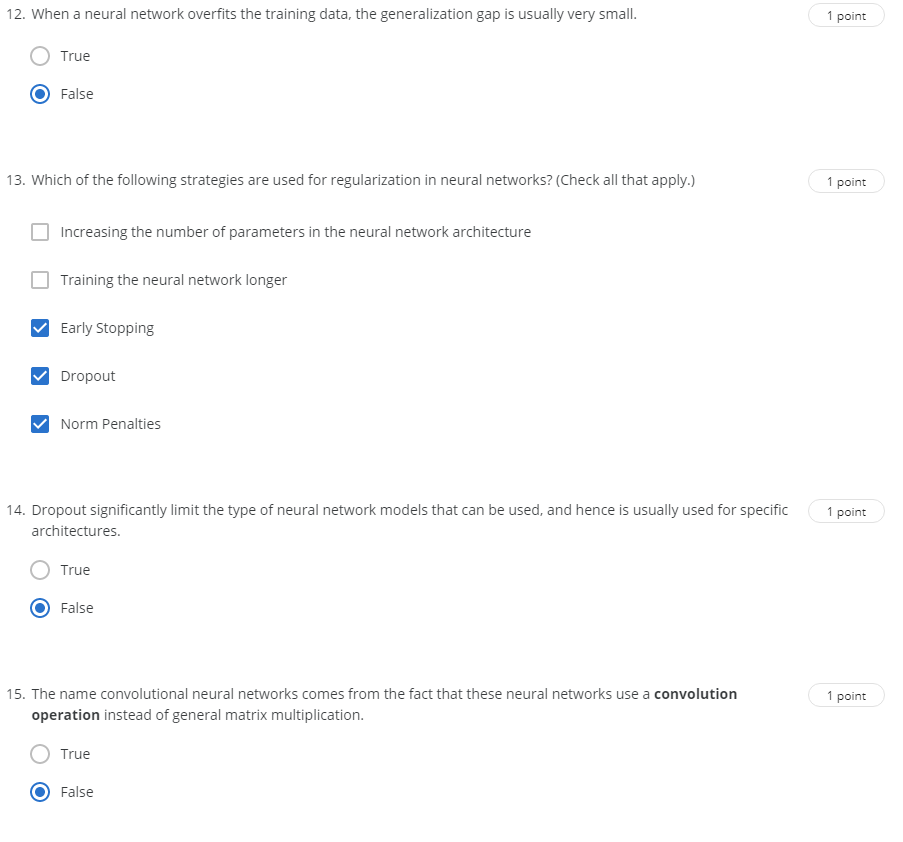 12. When a neural network overfits the training data, the generalization gap is usually very small.
1 point
True
False
13. Which of the following strategies are used for regularization in neural networks? (Check all that apply.)
1 point
Increasing the number of parameters in the neural network architecture
Training the neural network longer
Early Stopping
Dropout
Norm Penalties
14. Dropout significantly limit the type of neural network models that can be used, and hence is usually used for specific
architectures.
1 point
True
False
15. The name convolutional neural networks comes from the fact that these neural networks use a convolution
operation instead of general matrix multiplication.
1 point
True
False